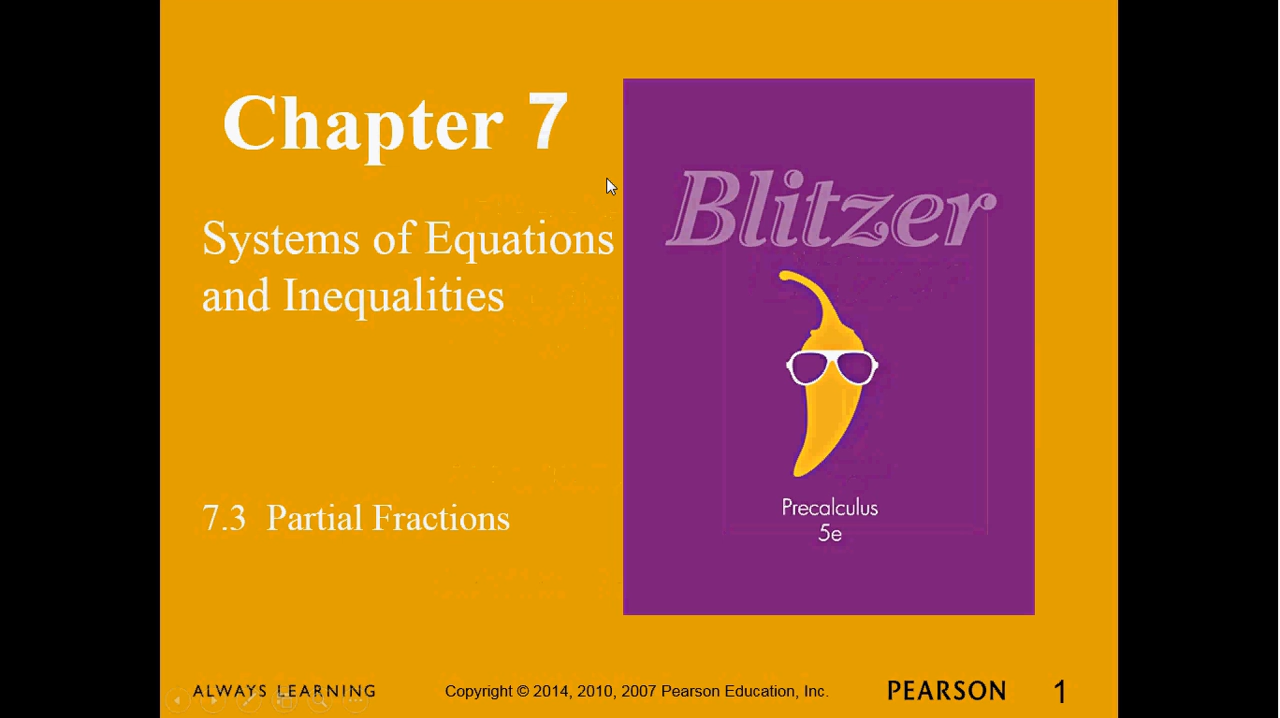 Chapter 7
Systems of Equations
and Inequalities
7.3 Partial Fractions
Blitzer
Precalculus
5e
ALWAYS LEARNING
Copyright © 2014, 2010, 2007 Pearson Education, Inc.
PEARSON
1